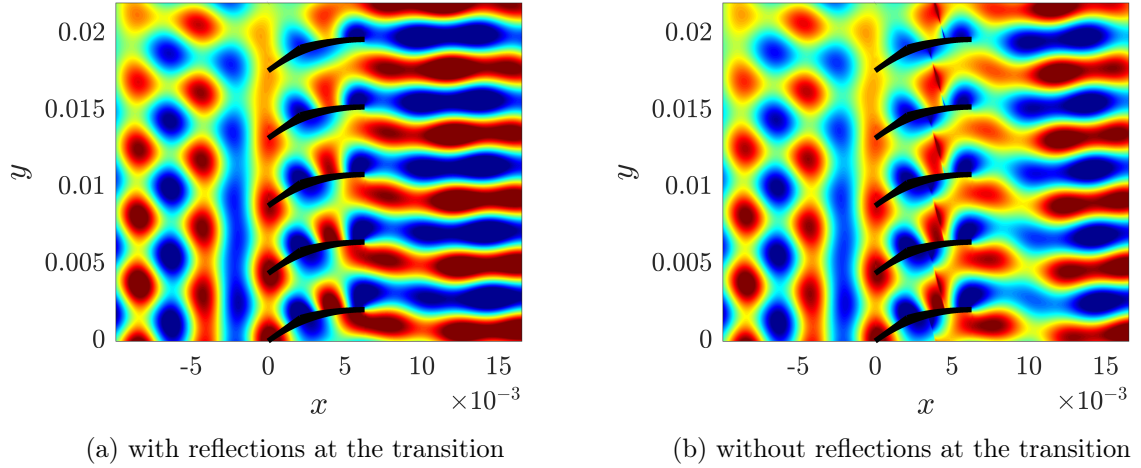 0.02
0.015
0.01
0.005
0
y
-5 0 5 10 15
×10⁻³
x
(a) with reflections at the transition
0.02
0.015
0.01
0.005
0
y
-5 0 5 10 15
×10⁻³
x
(b) without reflections at the transition